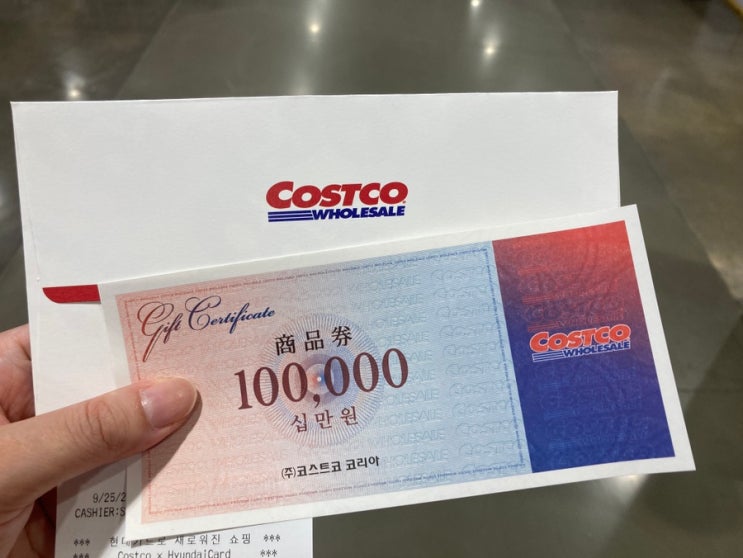 COSTCO
WHOLESALE
Gift Certificate
商品券
100,000
십만원
(주)코스트코 코리아
COSTCO
WHOLESALE
9/25/2
CASHIER:S
*** 현대카드로 새로워진 쇼핑 ***
*** Costco x HyundaiCard ***